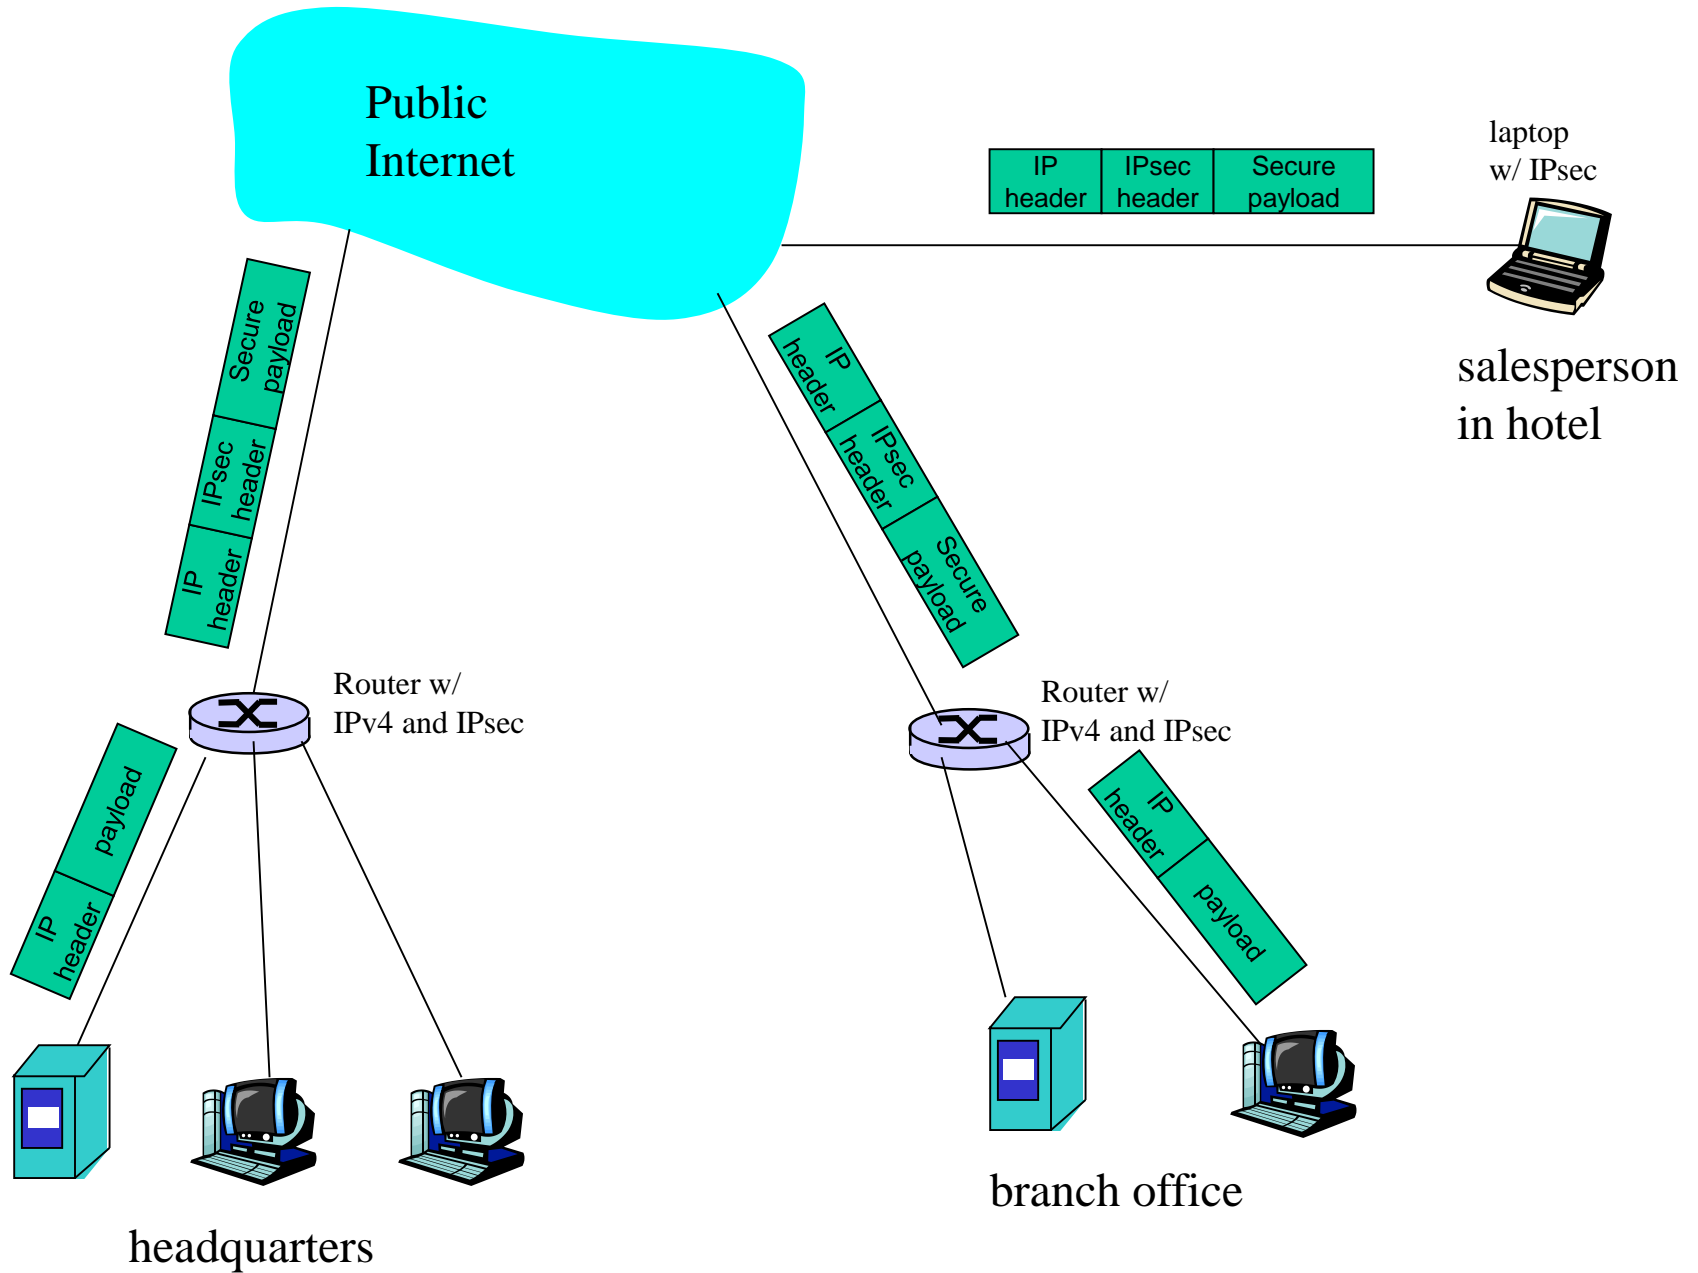 Public
Internet
IP
header
IPsec
header
Secure
payload
laptop
w/ IPsec
salesperson
in hotel
Secure
payload
IPsec
header
IP
header
IP
header
IPsec
header
Secure
payload
Router w/
IPv4 and IPsec
Router w/
IPv4 and IPsec
payload
IP
header
IP
header
payload
branch office
headquarters